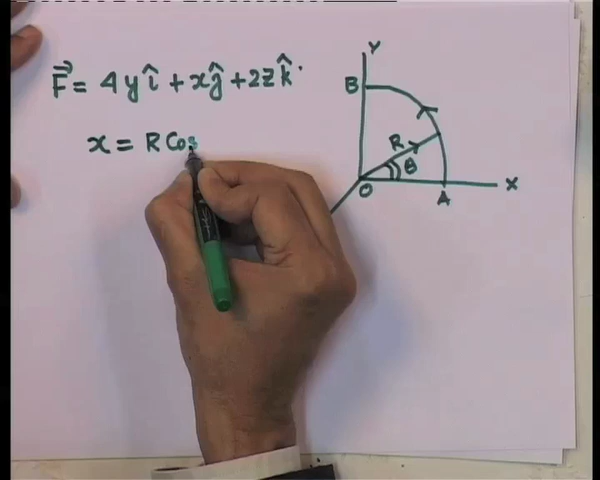 F⃗ = 4yî + xĵ + 2zk̂
x = R Cos
Y
B
R
θ
O
A
X